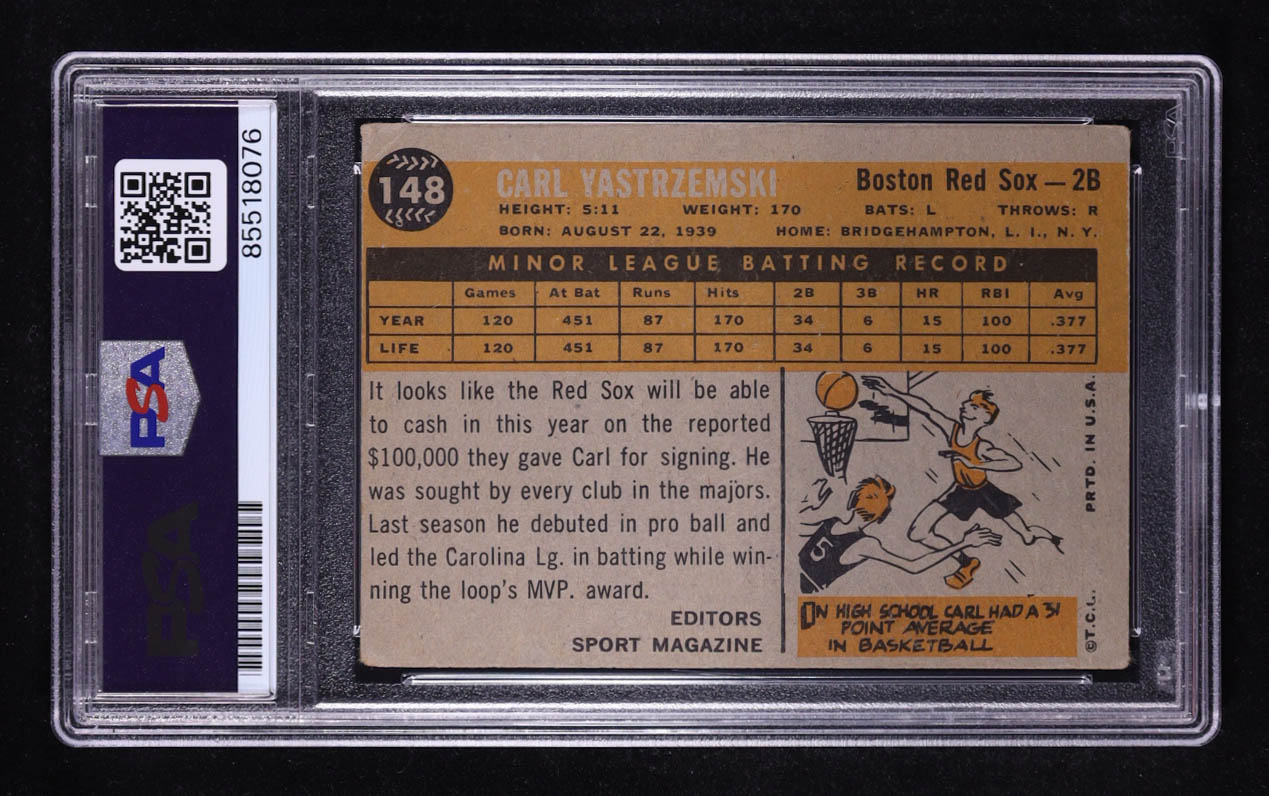 148
CARL YASTRZEMSKI
Boston Red Sox — 2B
HEIGHT: 5:11 WEIGHT: 170 BATS: L THROWS: R
BORN: AUGUST 22, 1939 HOME: BRIDGEHAMPTON, L. I., N. Y.
MINOR LEAGUE BATTING RECORD
Games At Bat Runs Hits 2B 3B HR RBI Avg
YEAR 120 451 87 170 34 6 15 100 .377
LIFE 120 451 87 170 34 6 15 100 .377
It looks like the Red Sox will be able
to cash in this year on the reported
$100,000 they gave Carl for signing. He
was sought by every club in the majors.
Last season he debuted in pro ball and
led the Carolina Lg. in batting while win-
ning the loop's MVP. award.
EDITORS
SPORT MAGAZINE
5
IN HIGH SCHOOL CARL HAD A 31
POINT AVERAGE
IN BASKETBALL
©T.C.G. PRTD. IN U.S.A.
85518076
PSA
PSA
PSA